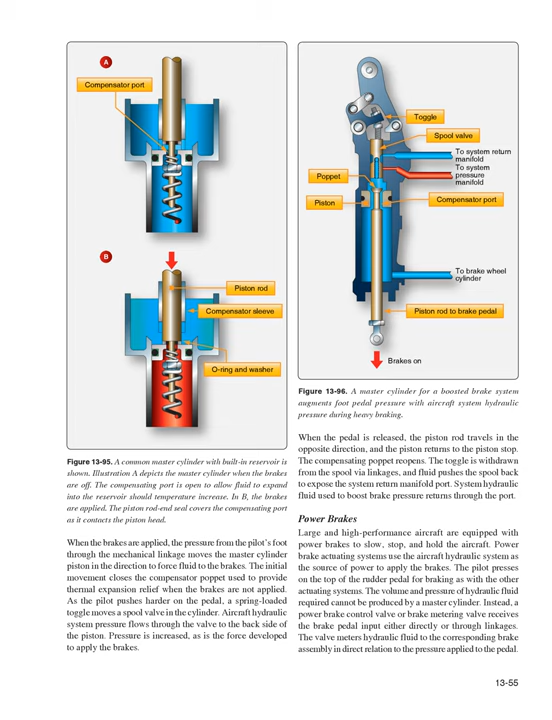 A
Compensator port
B
Piston rod
Compensator sleeve
O-ring and washer
Figure 13-95. A common master cylinder with built-in reservoir is
shown. Illustration A depicts the master cylinder when the brakes
are off. The compensating port is open to allow fluid to expand
into the reservoir should temperature increase. In B, the brakes
are applied. The piston rod-end seal covers the compensating port
as it contacts the piston head.
When the brakes are applied, the pressure from the pilot's foot
through the mechanical linkage moves the master cylinder
piston in the direction to force fluid to the brakes. The initial
movement closes the compensator poppet used to provide
thermal expansion relief when the brakes are not applied.
As the pilot pushes harder on the pedal, a spring-loaded
toggle moves a spool valve in the cylinder. Aircraft hydraulic
system pressure flows through the valve to the back side of
the piston. Pressure is increased, as is the force developed
to apply the brakes.
Toggle
Spool valve
To system return
manifold
To system
pressure
manifold
Poppet
Piston
Compensator port
To brake wheel
cylinder
Piston rod to brake pedal
Brakes on
Figure 13-96. A master cylinder for a boosted brake system
augments foot pedal pressure with aircraft system hydraulic
pressure during heavy braking.
When the pedal is released, the piston rod travels in the
opposite direction, and the piston returns to the piston stop.
The compensating poppet reopens. The toggle is withdrawn
from the spool via linkages, and fluid pushes the spool back
to expose the system return manifold port. System hydraulic
fluid used to boost brake pressure returns through the port.
Power Brakes
Large and high-performance aircraft are equipped with
power brakes to slow, stop, and hold the aircraft. Power
brake actuating systems use the aircraft hydraulic system as
the source of power to apply the brakes. The pilot presses
on the top of the rudder pedal for braking as with the other
actuating systems. The volume and pressure of hydraulic fluid
required cannot be produced by a master cylinder. Instead, a
power brake control valve or brake metering valve receives
the brake pedal input either directly or through linkages.
The valve meters hydraulic fluid to the corresponding brake
assembly in direct relation to the pressure applied to the pedal.
13-55